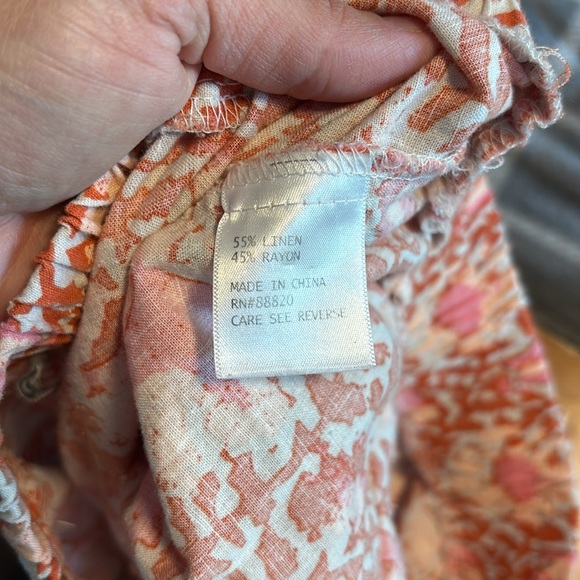 55% LINEN
45% RAYON
MADE IN CHINA
RN#88820
CARE SEE REVERSE